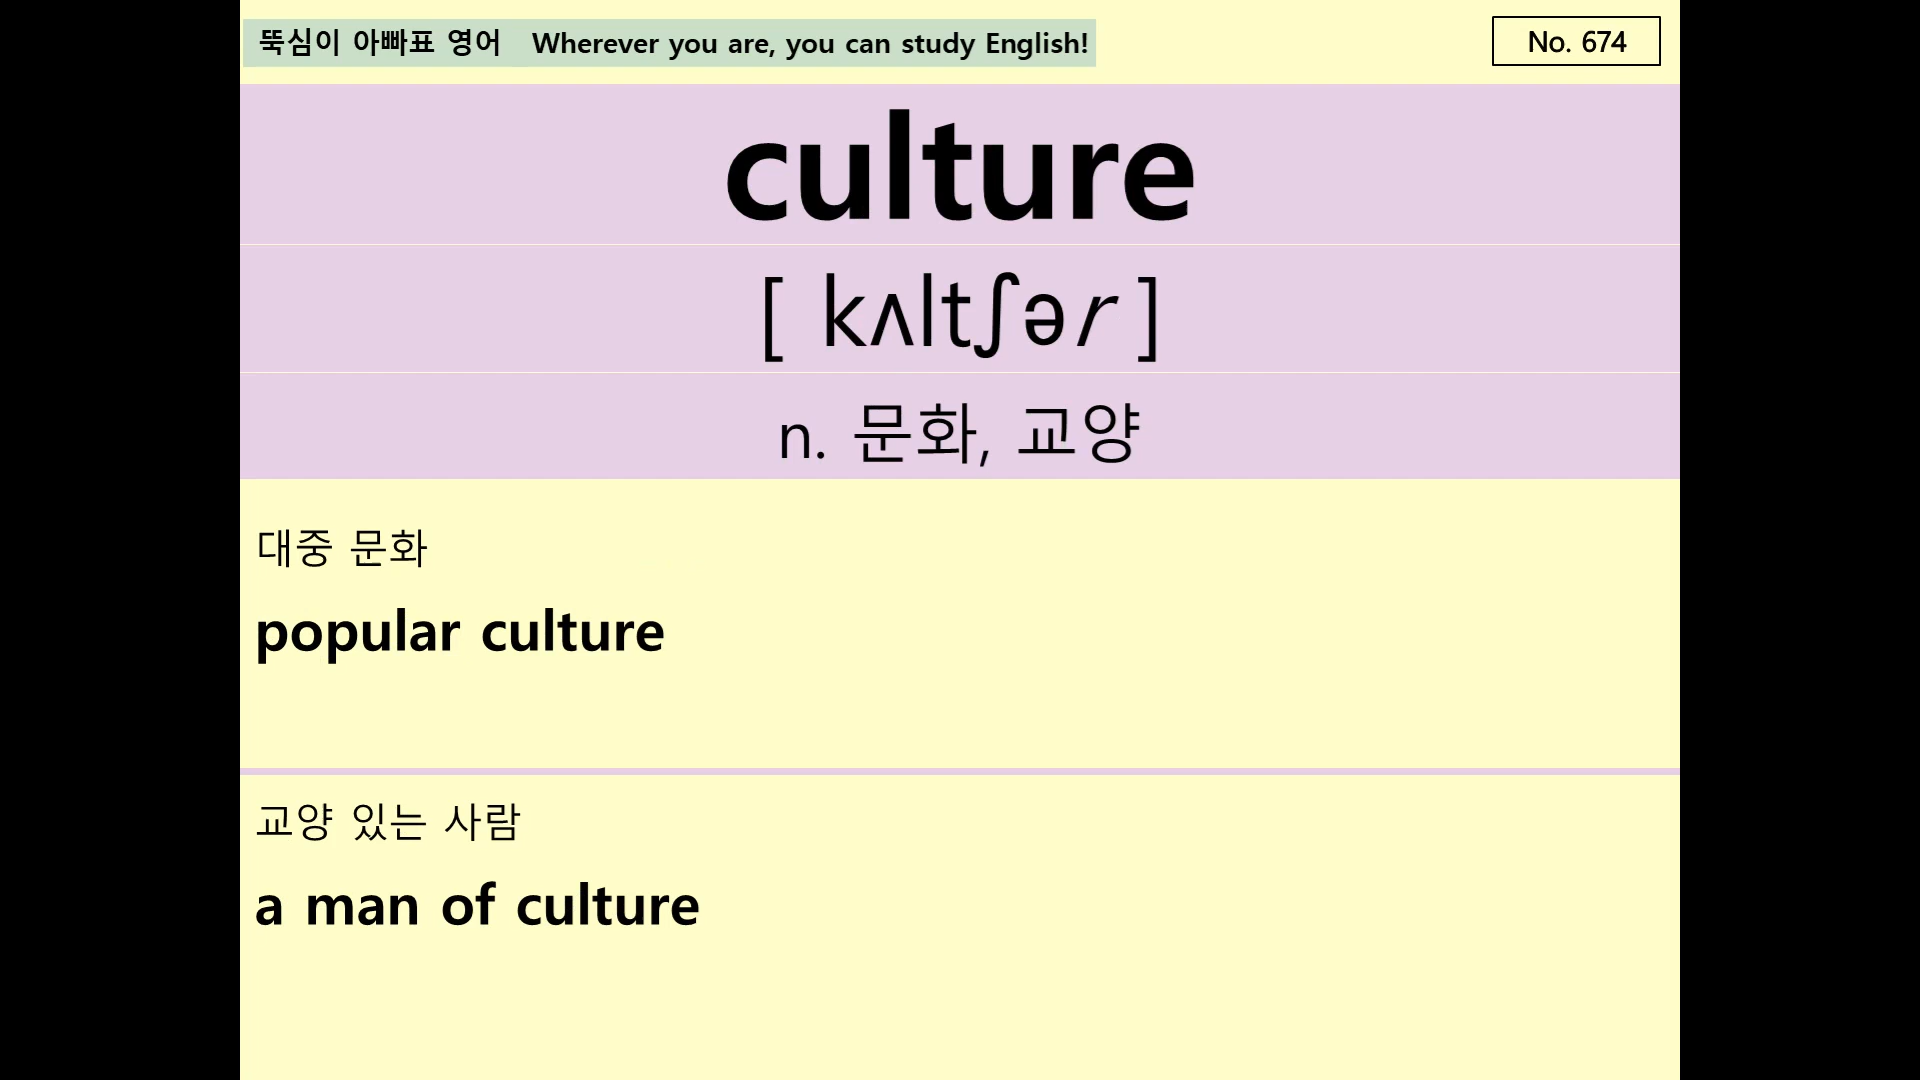 뚝심이 아빠표 영어 Wherever you are, you can study English!
No. 674
culture
[ kʌltʃər ]
n. 문화, 교양
대중 문화
popular culture
교양 있는 사람
a man of culture